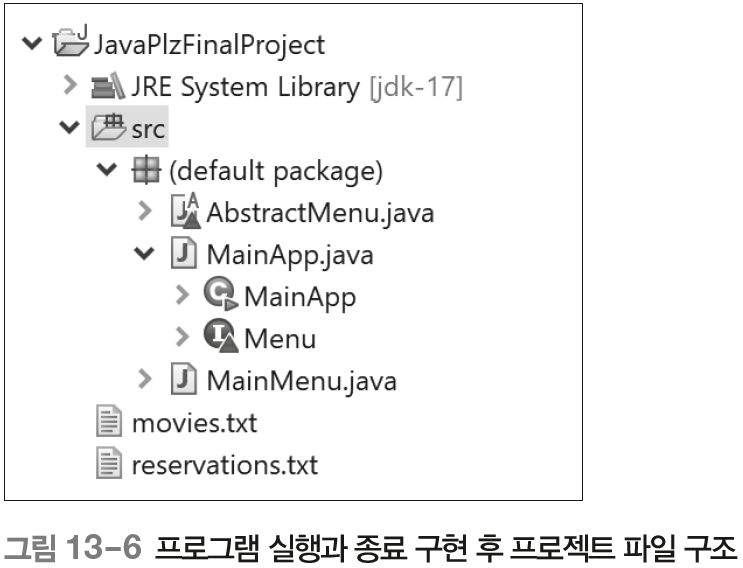 JavaPlzFinalProject
JRE System Library [jdk-17]
src
(default package)
AbstractMenu.java
MainApp.java
MainApp
Menu
MainMenu.java
movies.txt
reservations.txt
그림 13-6 프로그램 실행과 종료 구현 후 프로젝트 파일 구조